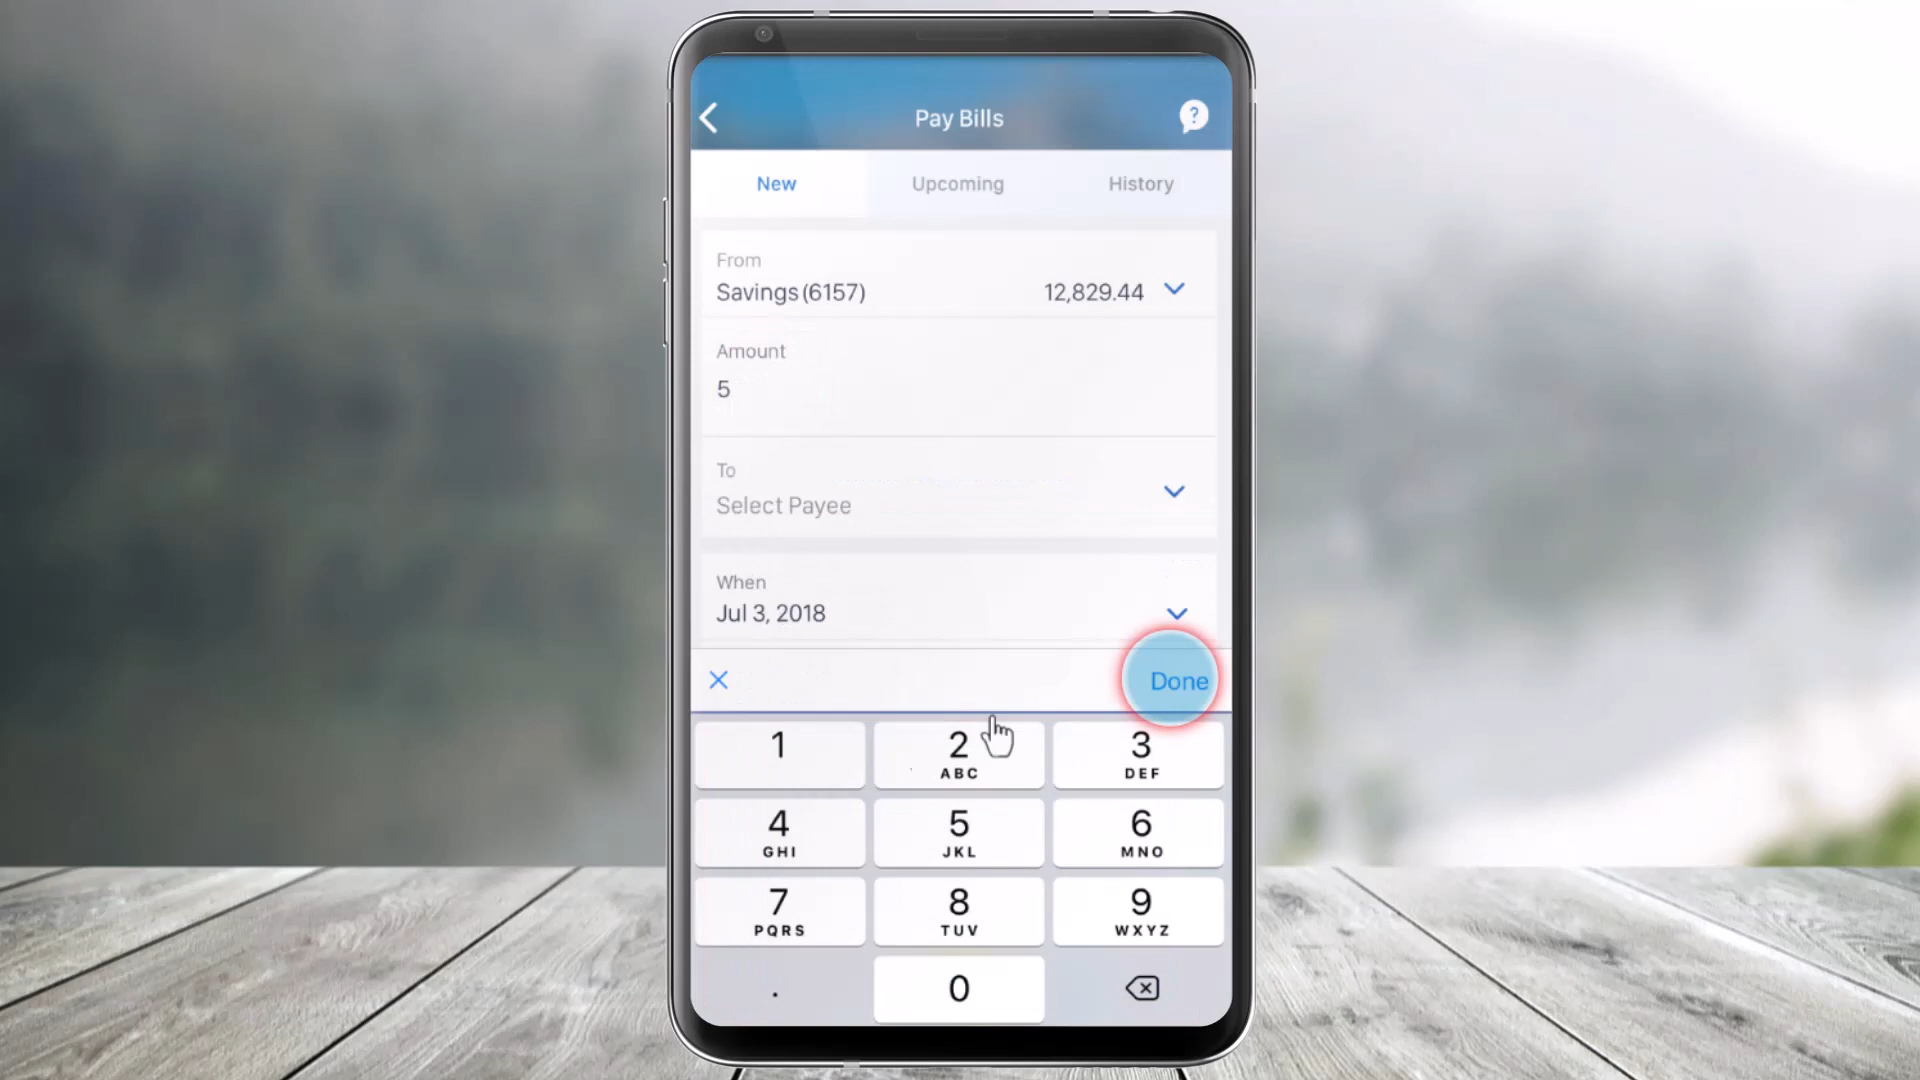 Pay Bills
?
New Upcoming History
From
Savings (6157) 12,829.44
Amount
5
To
Select Payee
When
Jul 3, 2018
Done
1 2 3
ABC DEF
4 5 6
GHI JKL MNO
7 8 9
PQRS TUV WXYZ
. 0